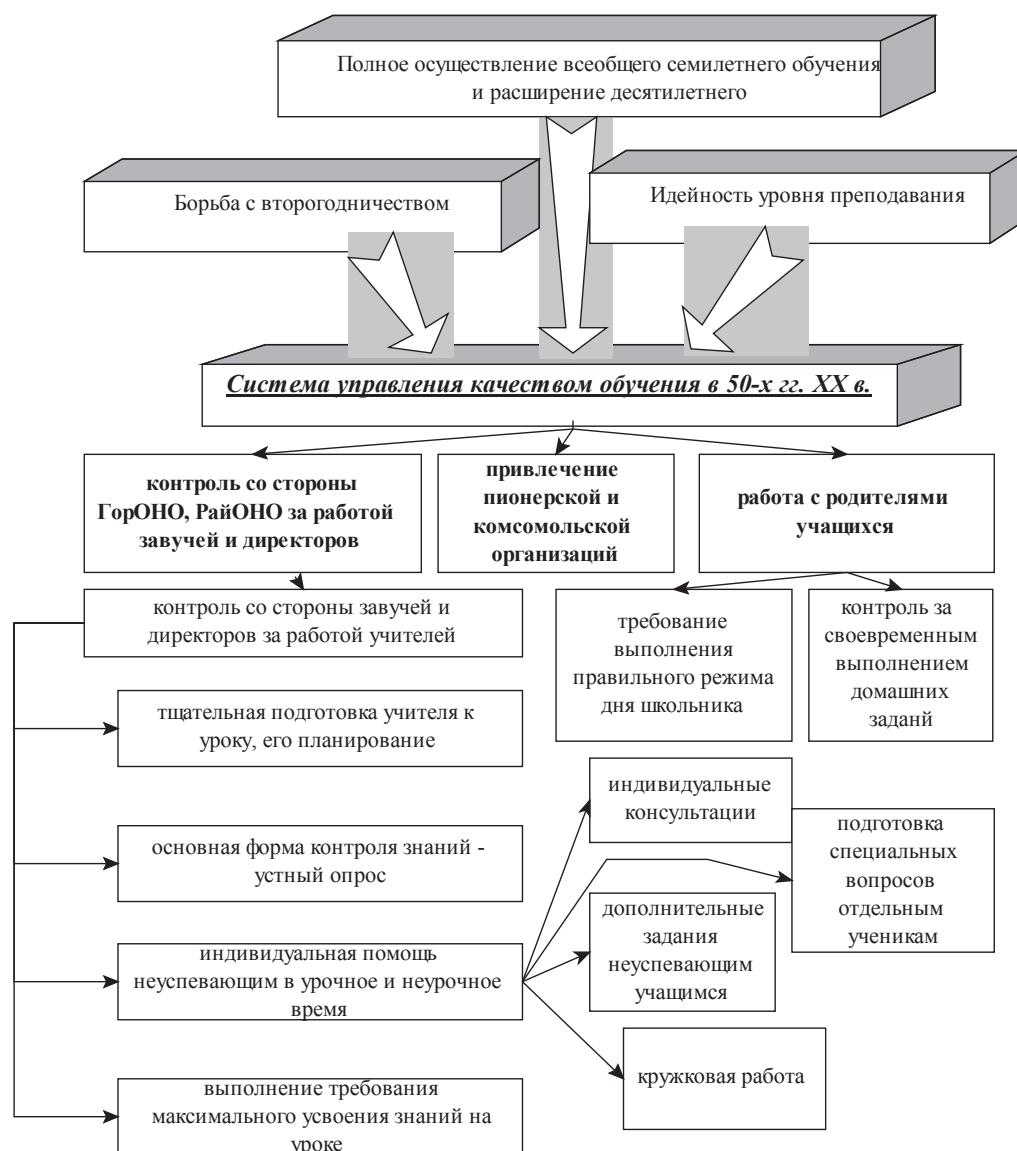 Полное осуществление всеобщего семилетнего обучения
и расширение десятилетнего
Борьба с второгодничеством
Идейность уровня преподавания
Система управления качеством обучения в 50-х гг. XX в.
контроль со стороны
ГорОНО, РайОНО за работой
завучей и директоров
привлечение
пионерской и
комсомольской
организаций
работа с родителями
учащихся
контроль со стороны завучей и
директоров за работой учителей
требование
выполнения
правильного режима
дня школьника
контроль за
своевременным
выполнением
домашних
заданй
тщательная подготовка учителя к
уроку, его планирование
индивидуальные
консультации
подготовка
специальных
вопросов
отдельным
ученикам
основная форма контроля знаний -
устный опрос
дополнительные
задания
неуспевающим
учащимся
индивидуальная помощь
неуспевающим в урочное и неурочное
время
кружковая работа
выполнение требования
максимального усвоения знаний на
уроке